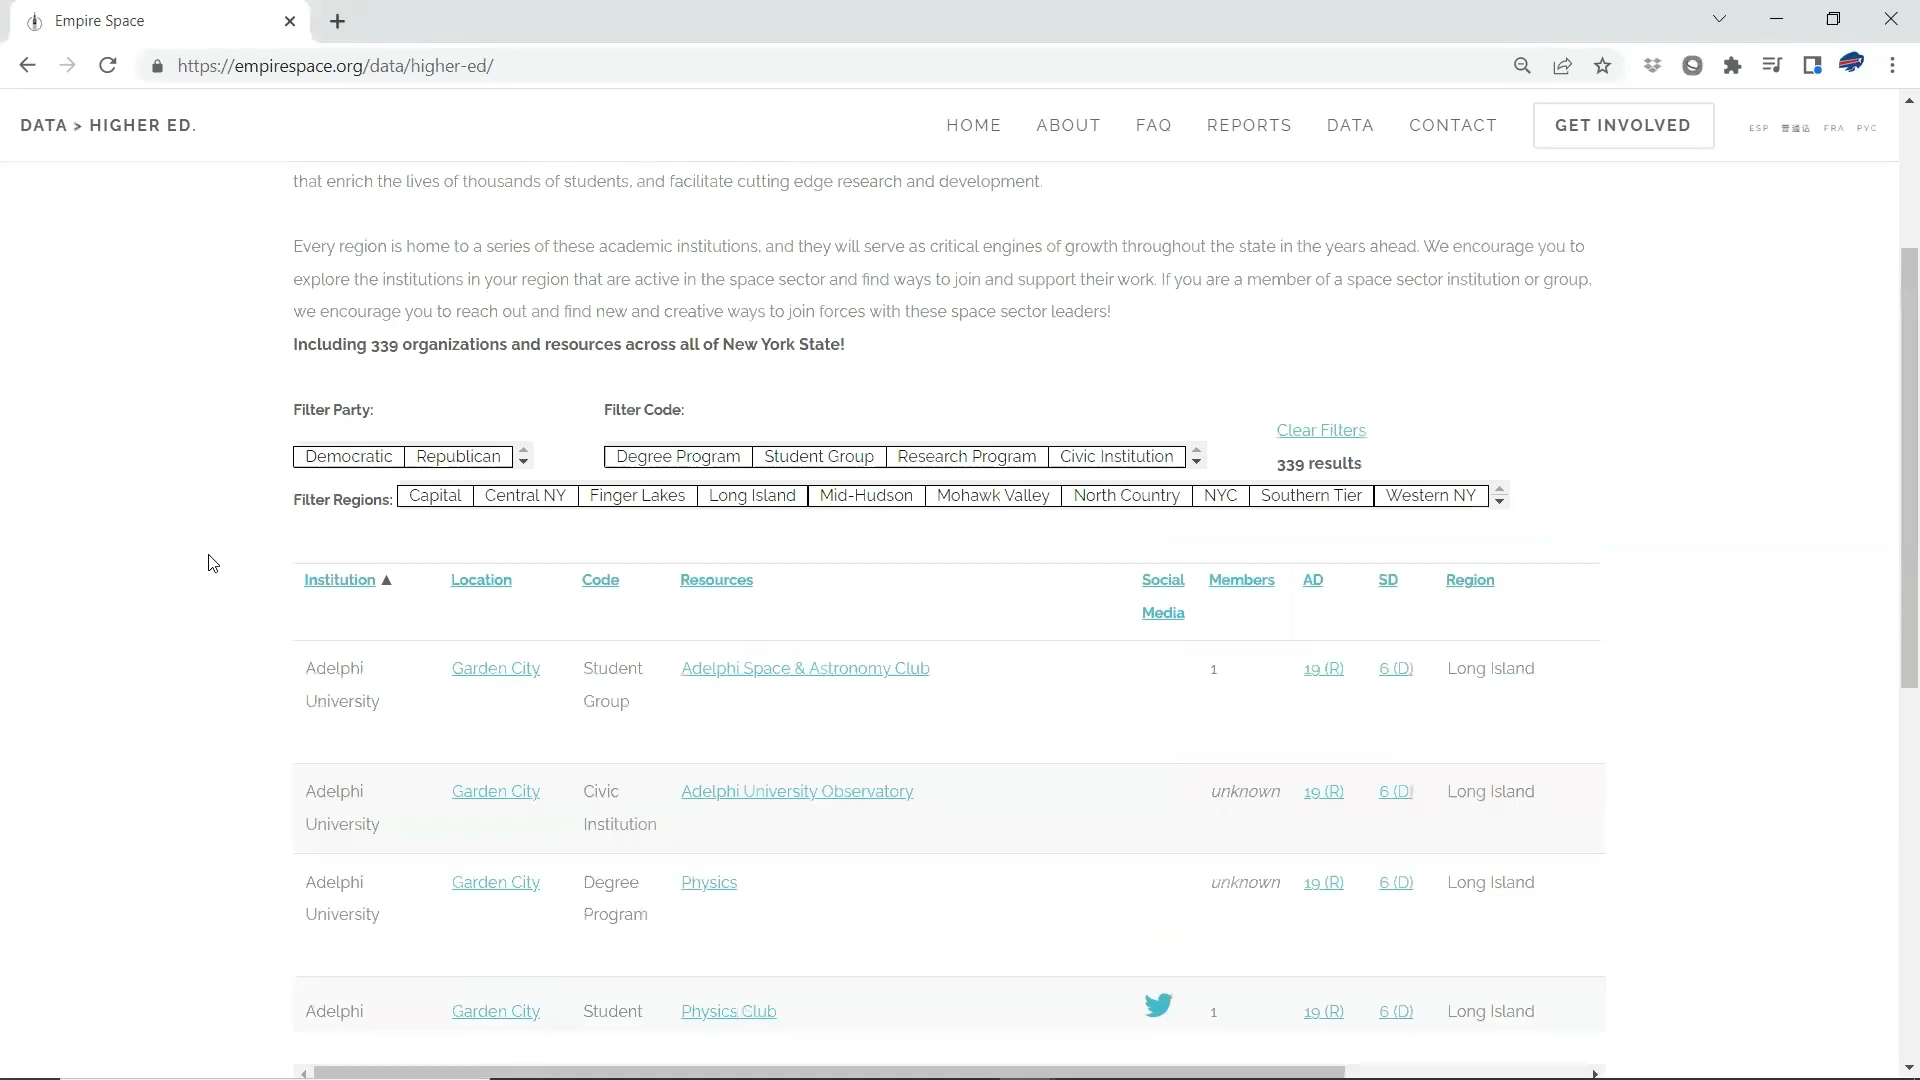 Empire Space
https://empirespace.org/data/higher-ed/
DATA > HIGHER ED.
HOME ABOUT FAQ REPORTS DATA CONTACT GET INVOLVED ESP 普通话 FRA РУС
that enrich the lives of thousands of students, and facilitate cutting edge research and development.
Every region is home to a series of these academic institutions, and they will serve as critical engines of growth throughout the state in the years ahead. We encourage you to
explore the institutions in your region that are active in the space sector and find ways to join and support their work. If you are a member of a space sector institution or group,
we encourage you to reach out and find new and creative ways to join forces with these space sector leaders!
Including 339 organizations and resources across all of New York State!
Filter Party: Filter Code:
Clear Filters
Democratic Republican Degree Program Student Group Research Program Civic Institution
339 results
Filter Regions: Capital Central NY Finger Lakes Long Island Mid-Hudson Mohawk Valley North Country NYC Southern Tier Western NY
Institution ▲ Location Code Resources Social Members AD SD Region
Media
Adelphi Garden City Student Adelphi Space & Astronomy Club 1 19 (R) 6 (D) Long Island
University Group
Adelphi Garden City Civic Adelphi University Observatory unknown 19 (R) 6 (D) Long Island
University Institution
Adelphi Garden City Degree Physics unknown 19 (R) 6 (D) Long Island
University Program
Adelphi Garden City Student Physics Club 1 19 (R) 6 (D) Long Island